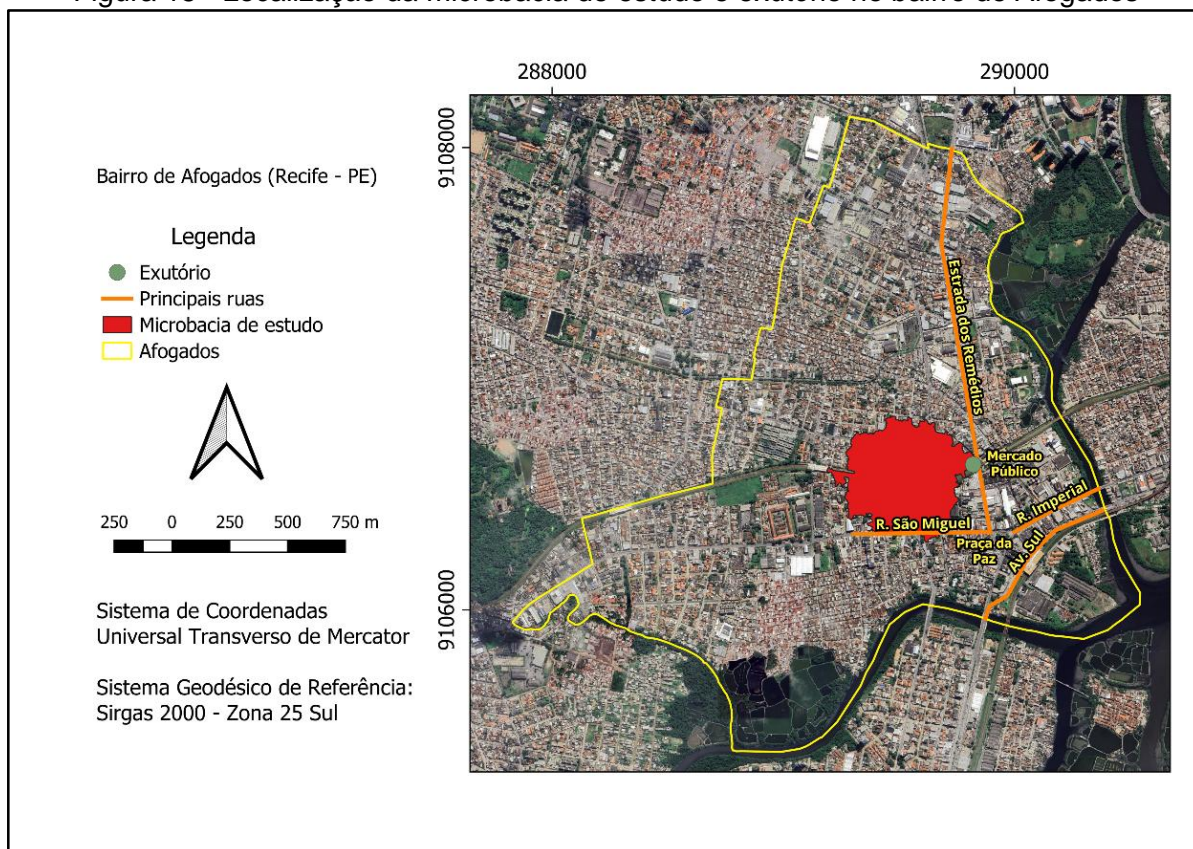 Figura 18 - Localização da microbacia de estudo e exutório no bairro de Afogados
288000
290000
9108000
9106000
Bairro de Afogados (Recife - PE)
Legenda
Exutório
Principais ruas
Microbacia de estudo
Afogados
250 0 250 500 750 m
Sistema de Coordenadas
Universal Transverso de Mercator
Sistema Geodésico de Referência:
Sirgas 2000 - Zona 25 Sul
Estrada dos Remédios
Mercado
Público
R. Imperial
R. São Miguel
Praça da
Paz
Av. Sul